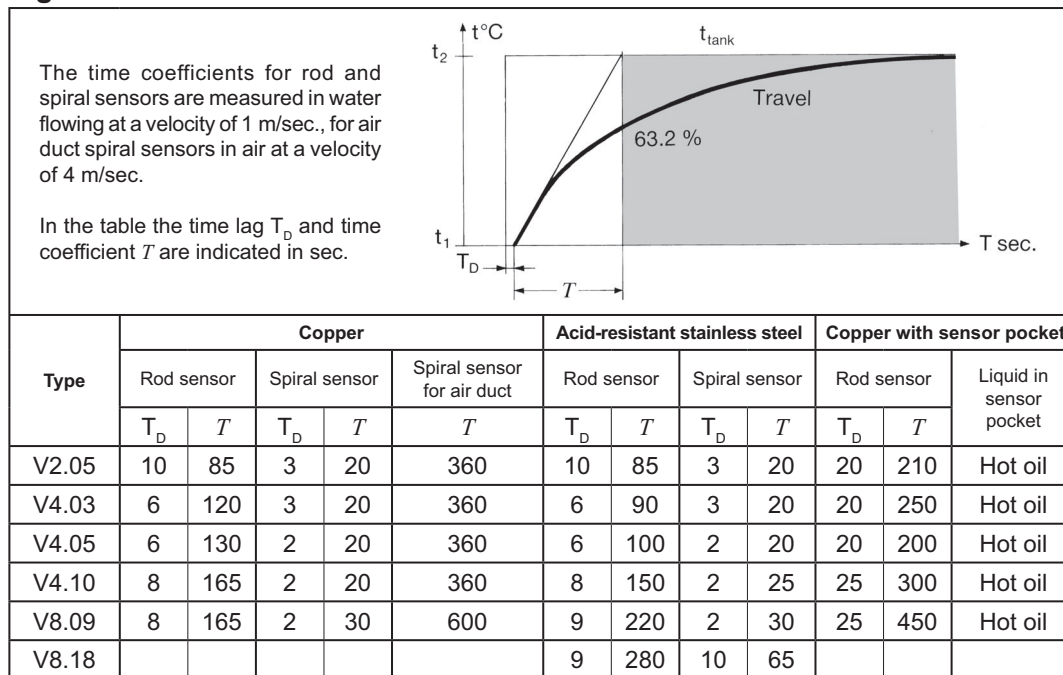 The time coefficients for rod and
spiral sensors are measured in water
flowing at a velocity of 1 m/sec., for air
duct spiral sensors in air at a velocity
of 4 m/sec.
In the table the time lag T_D and time
coefficient T are indicated in sec.
t°C
t_tank
t_2
Travel
63.2 %
t_1
T sec.
T_D
T
Type Copper Acid-resistant stainless steel Copper with sensor pocket
Rod sensor Spiral sensor Spiral sensor for air duct Rod sensor Spiral sensor Rod sensor Liquid in sensor pocket
T_D T T_D T T T_D T T_D T T_D T
V2.05 10 85 3 20 360 10 85 3 20 20 210 Hot oil
V4.03 6 120 3 20 360 6 90 3 20 20 250 Hot oil
V4.05 6 130 2 20 360 6 100 2 20 20 200 Hot oil
V4.10 8 165 2 20 360 8 150 2 25 25 300 Hot oil
V8.09 8 165 2 30 600 9 220 2 30 25 450 Hot oil
V8.18 9 280 10 65